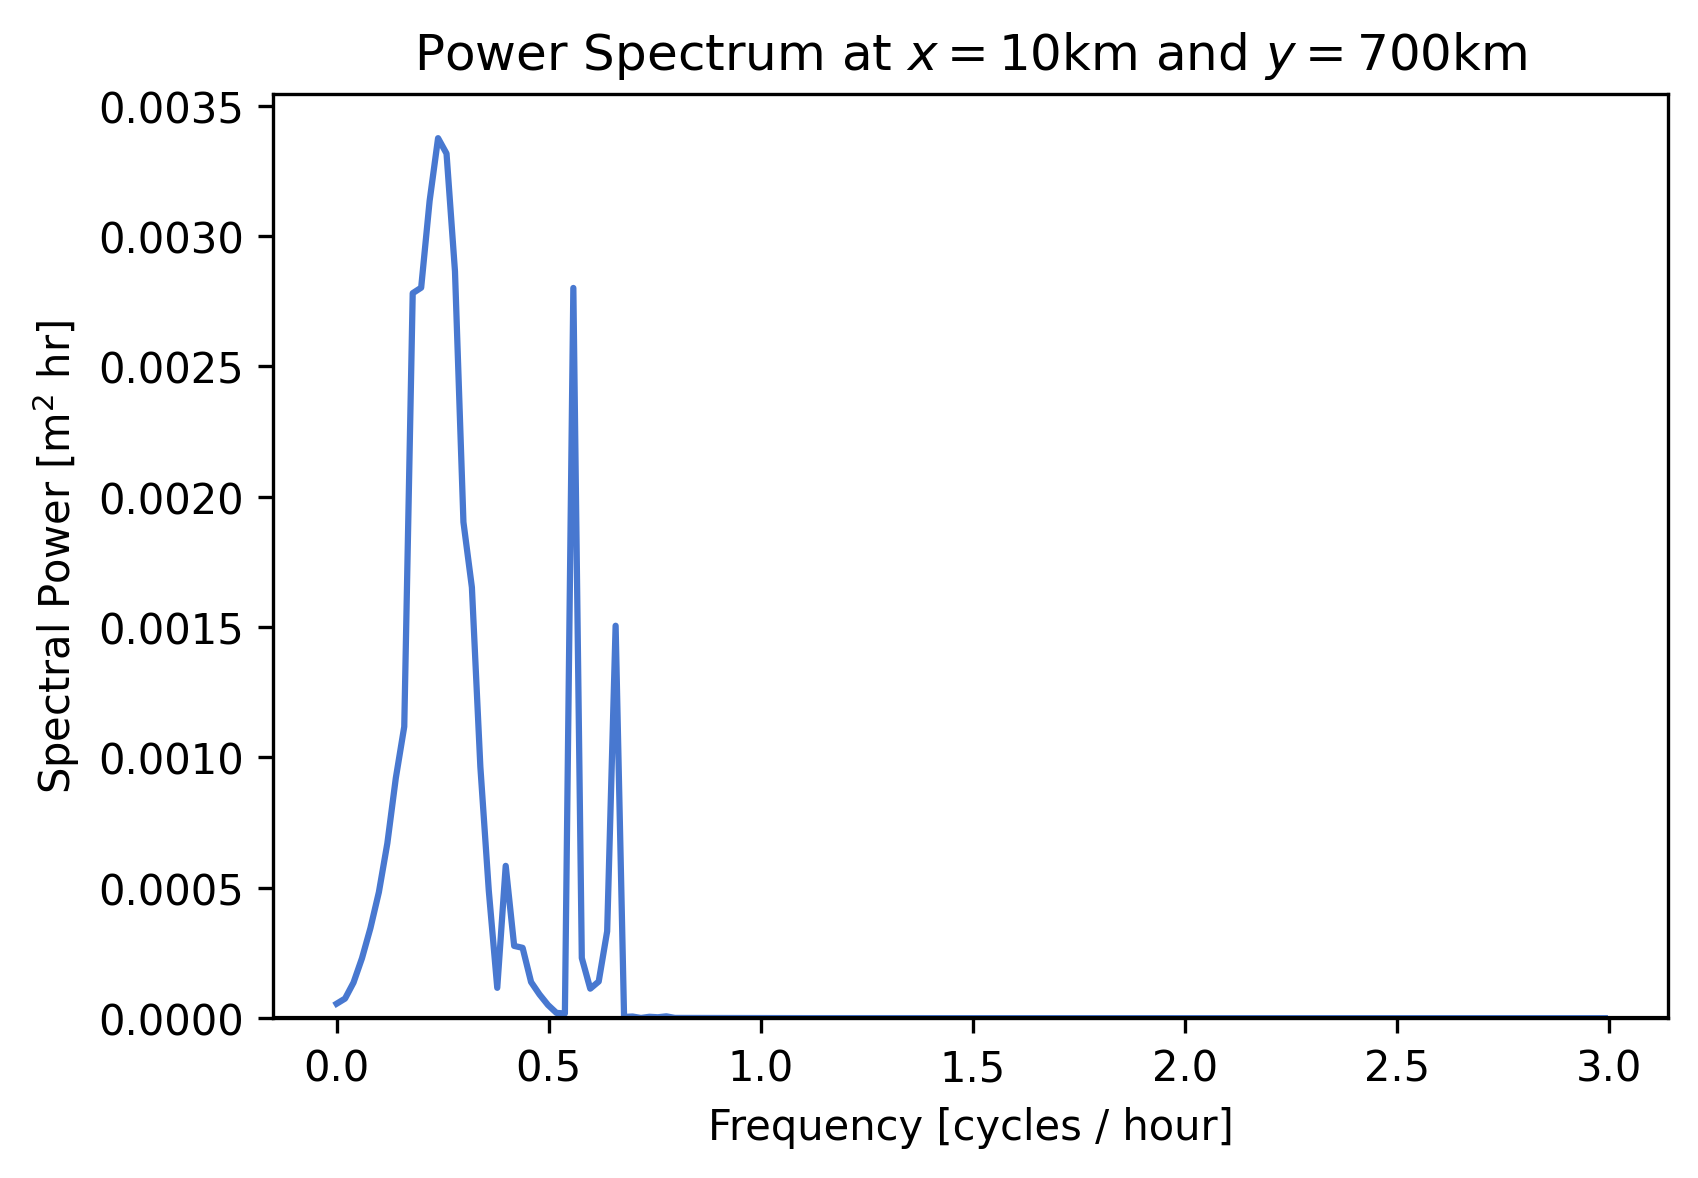 Power Spectrum at x = 10km and y = 700km
0.0035
0.0030
0.0025
0.0020
0.0015
0.0010
0.0005
0.0000
Spectral Power [m² hr]
0.0 0.5 1.0 1.5 2.0 2.5 3.0
Frequency [cycles / hour]